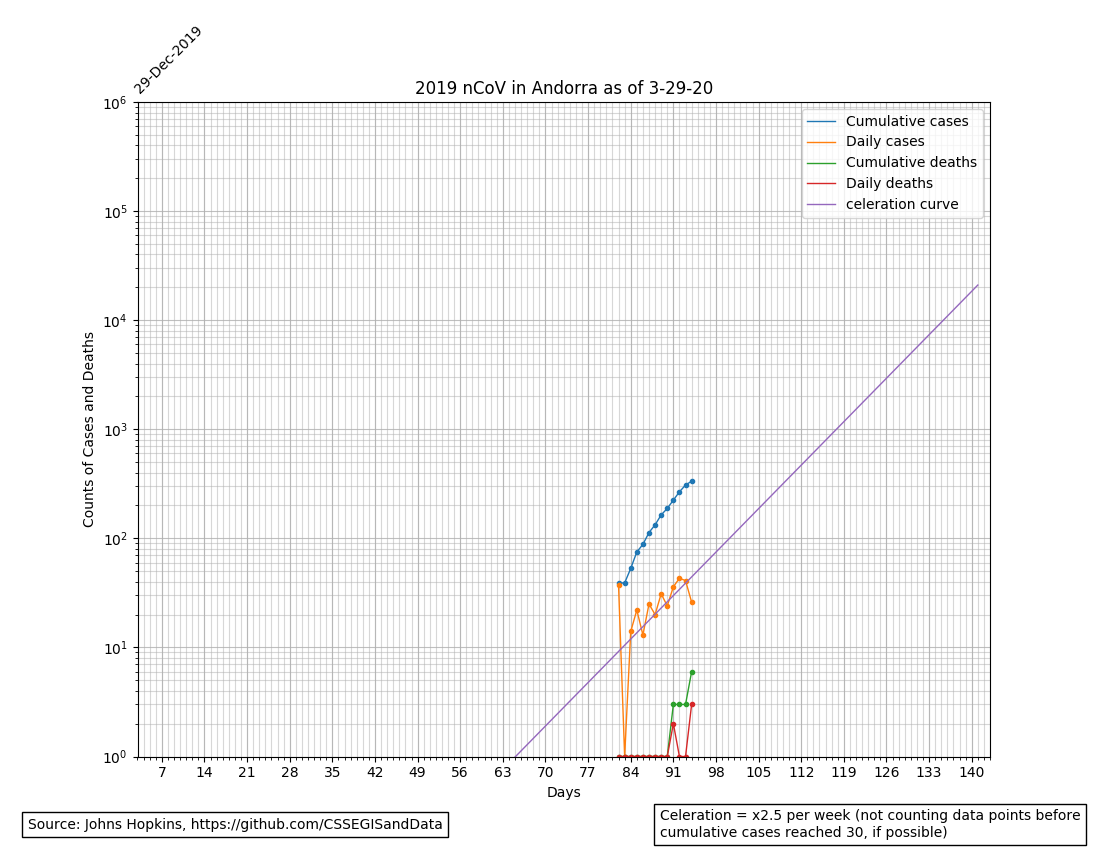 29-Dec-2019
2019 nCoV in Andorra as of 3-29-20
10^6
10^5
10^4
10^3
10^2
10^1
10^0
Counts of Cases and Deaths
Cumulative cases
Daily cases
Cumulative deaths
Daily deaths
celeration curve
7 14 21 28 35 42 49 56 63 70 77 84 91 98 105 112 119 126 133 140
Days
Source: Johns Hopkins, https://github.com/CSSEGISandData
Celeration = x2.5 per week (not counting data points before
cumulative cases reached 30, if possible)